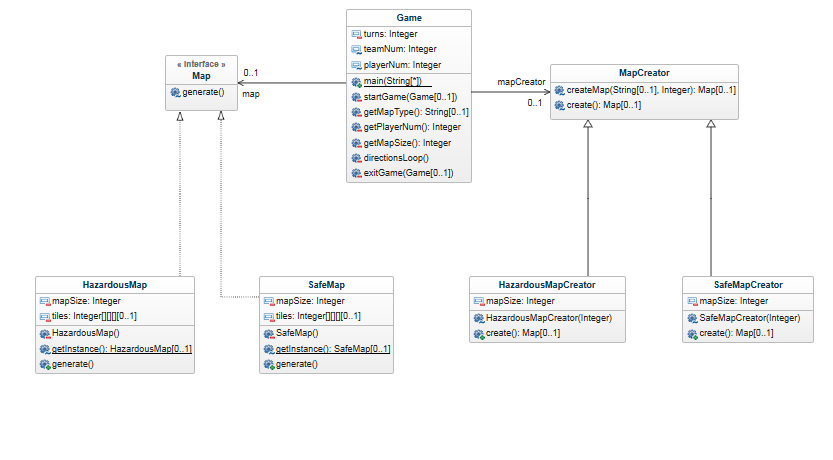 Game
turns: Integer
teamNum: Integer
playerNum: Integer
main(String[*])
startGame(Game[0..1])
getMapType(): String[0..1]
getPlayerNum(): Integer
getMapSize(): Integer
directionsLoop()
exitGame(Game[0..1])
« Interface »
Map
generate()
0..1
map
mapCreator
0..1
MapCreator
createMap(String[0..1], Integer): Map[0..1]
create(): Map[0..1]
HazardousMap
mapSize: Integer
tiles: Integer[][][][0..1]
HazardousMap()
getInstance(): HazardousMap[0..1]
generate()
SafeMap
mapSize: Integer
tiles: Integer[][][][0..1]
SafeMap()
getInstance(): SafeMap[0..1]
generate()
HazardousMapCreator
mapSize: Integer
HazardousMapCreator(Integer)
create(): Map[0..1]
SafeMapCreator
mapSize: Integer
SafeMapCreator(Integer)
create(): Map[0..1]